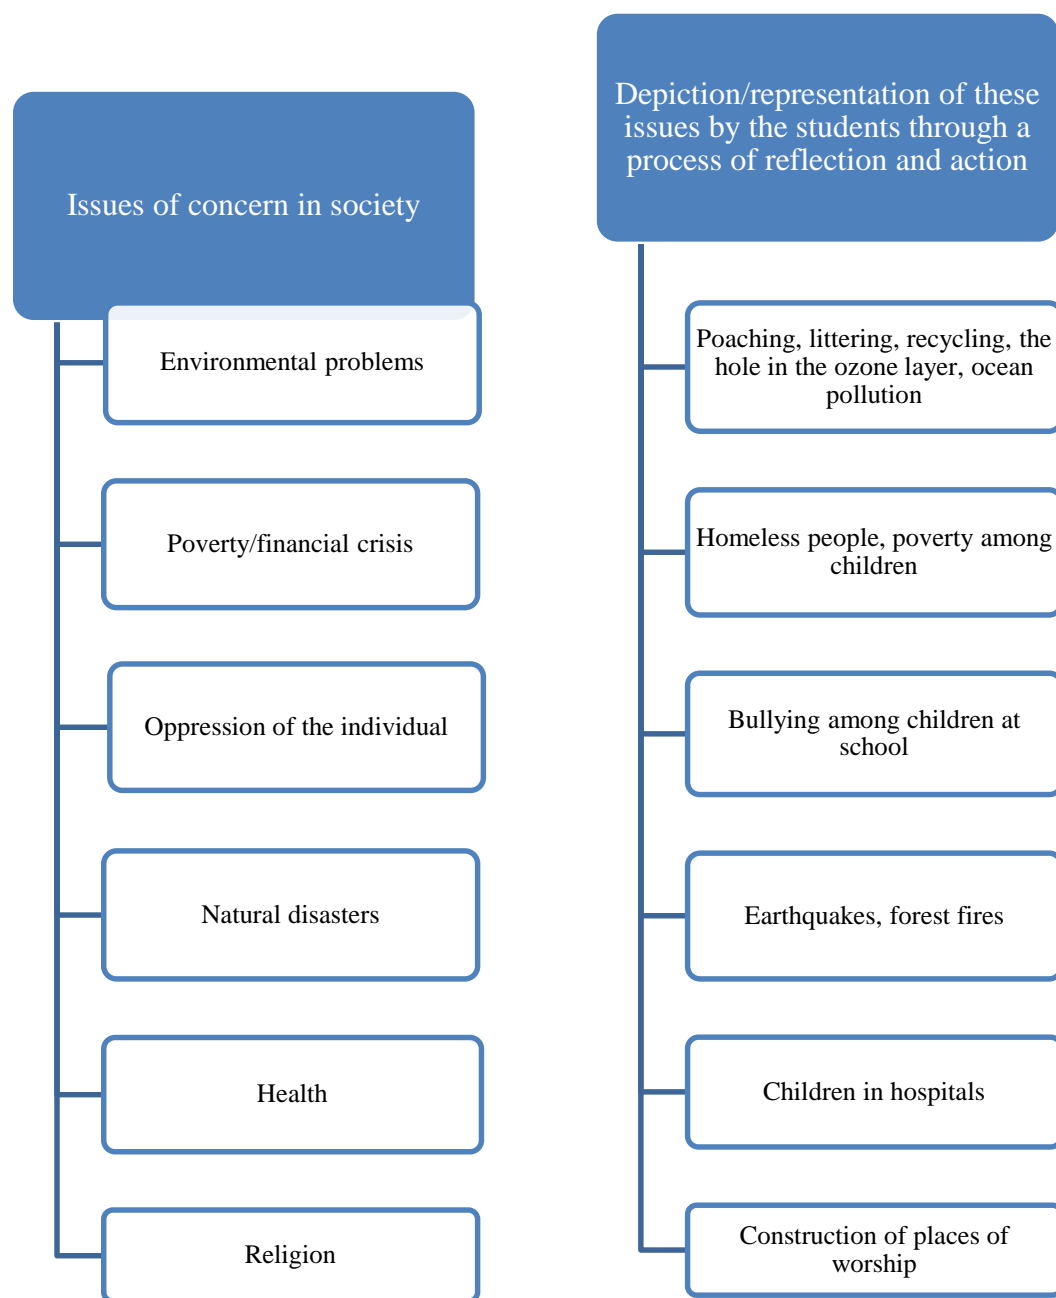 Issues of concern in society
Environmental problems
Poverty/financial crisis
Oppression of the individual
Natural disasters
Health
Religion
Depiction/representation of these
issues by the students through a
process of reflection and action
Poaching, littering, recycling, the
hole in the ozone layer, ocean
pollution
Homeless people, poverty among
children
Bullying among children at
school
Earthquakes, forest fires
Children in hospitals
Construction of places of
worship